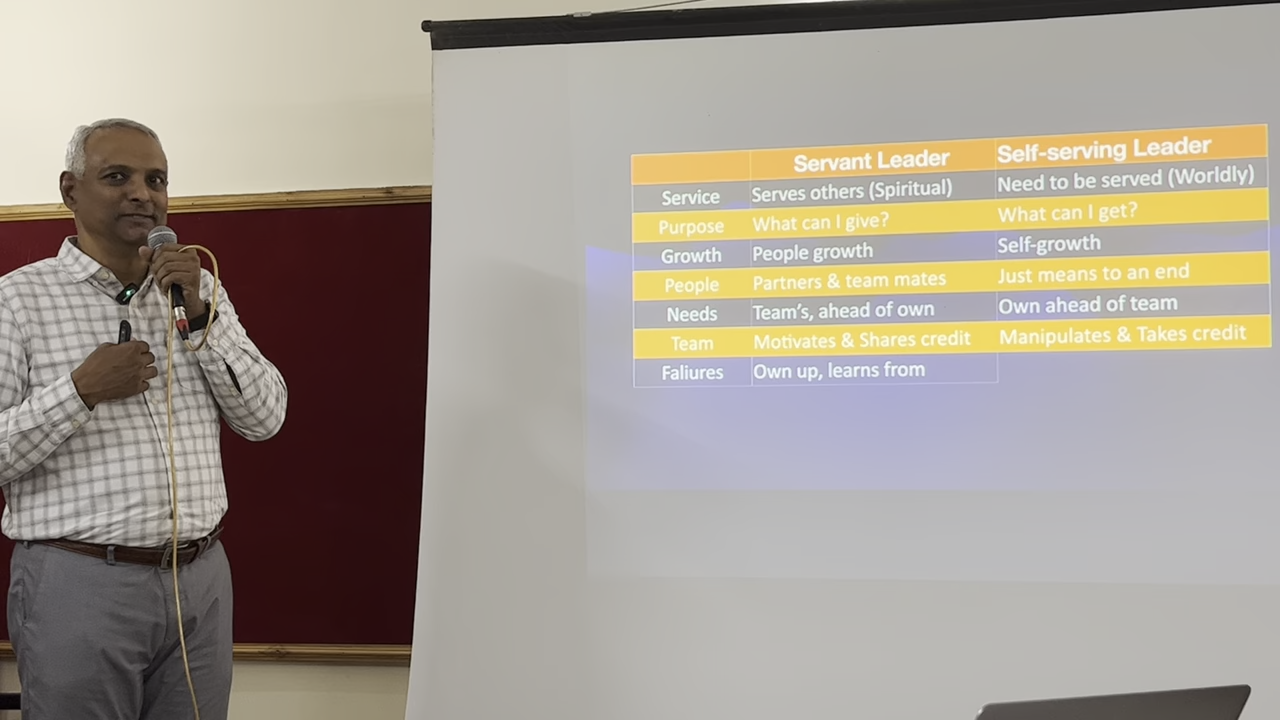 Servant Leader Self-serving Leader
Service Serves others (Spiritual) Need to be served (Worldly)
Purpose What can I give? What can I get?
Growth People growth Self-growth
People Partners & team mates Just means to an end
Needs Team's, ahead of own Own ahead of team
Team Motivates & Shares credit Manipulates & Takes credit
Faliures Own up, learns from